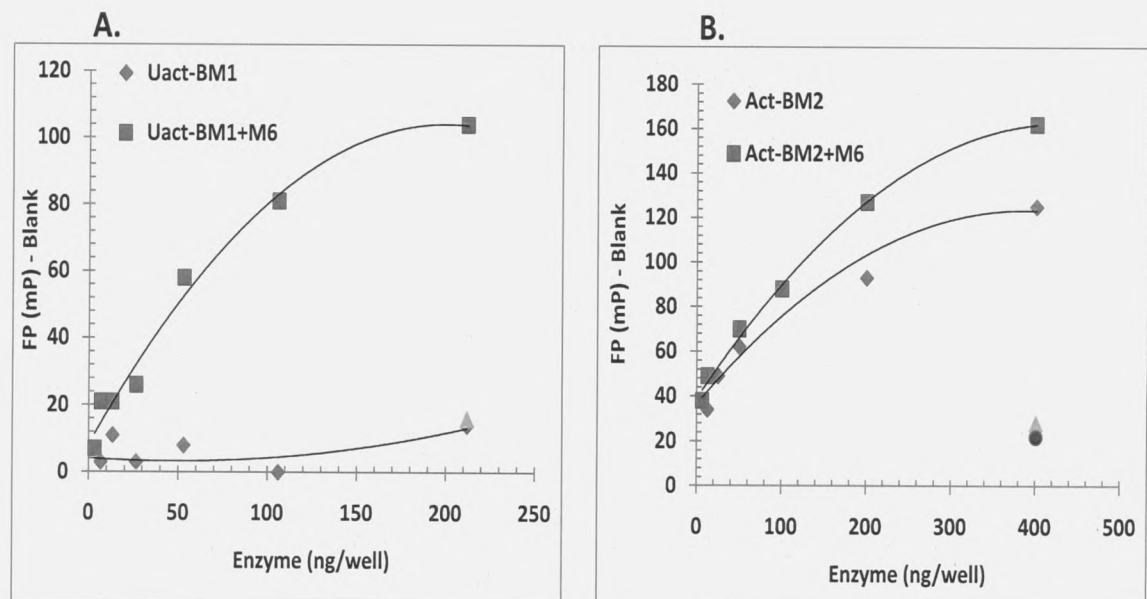 A.
FP (mP) - Blank
120
100
80
60
40
20
0
Uact-BM1
Uact-BM1+M6
0 50 100 150 200 250
Enzyme (ng/well)
B.
FP (mP) - Blank
180
160
140
120
100
80
60
40
20
0
Act-BM2
Act-BM2+M6
0 100 200 300 400 500
Enzyme (ng/well)